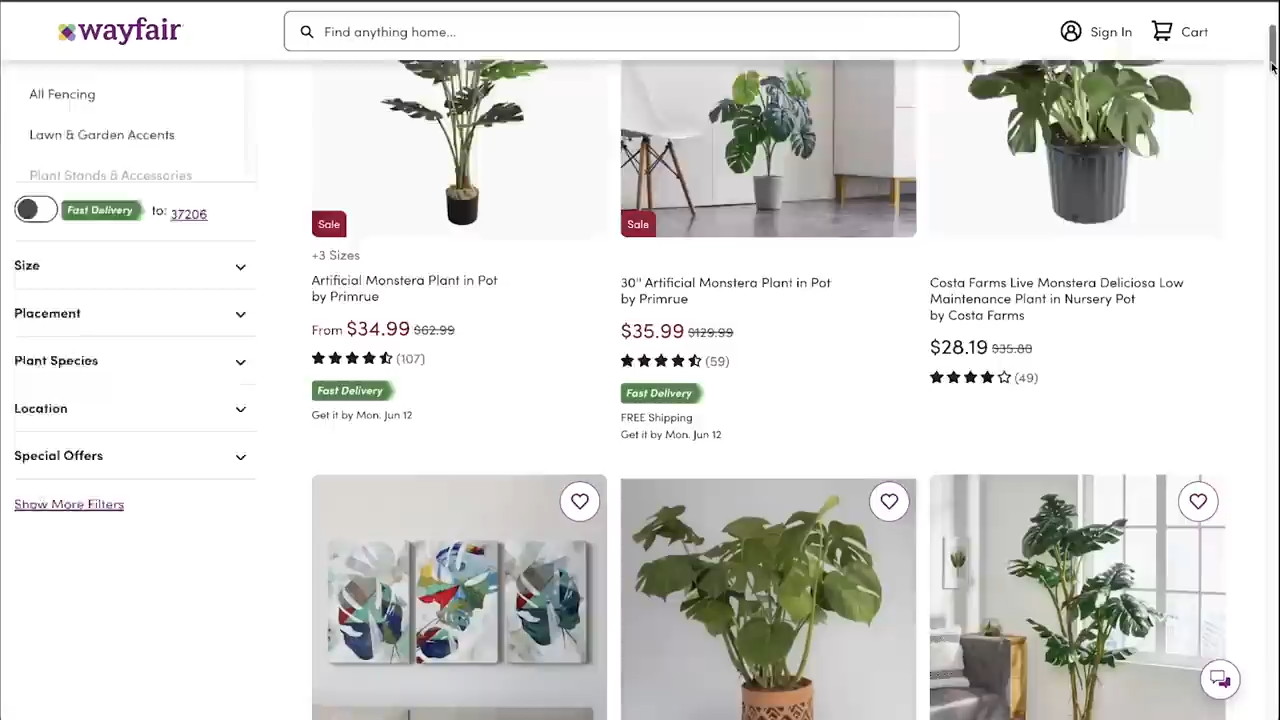 wayfair
Find anything home...
Sign In
Cart
All Fencing
Lawn & Garden Accents
Plant Stands & Accessories
Fast Delivery to: 37206
Size
Placement
Plant Species
Location
Special Offers
Show More Filters
Sale
+3 Sizes
Artificial Monstera Plant in Pot
by Primrue
From $34.99 $62.99
(107)
Fast Delivery
Get it by Mon. Jun 12
Sale
30" Artificial Monstera Plant in Pot
by Primrue
$35.99 $129.99
(59)
Fast Delivery
FREE Shipping
Get it by Mon. Jun 12
Costa Farms Live Monstera Deliciosa Low
Maintenance Plant in Nursery Pot
by Costa Farms
$28.19 $35.80
(49)